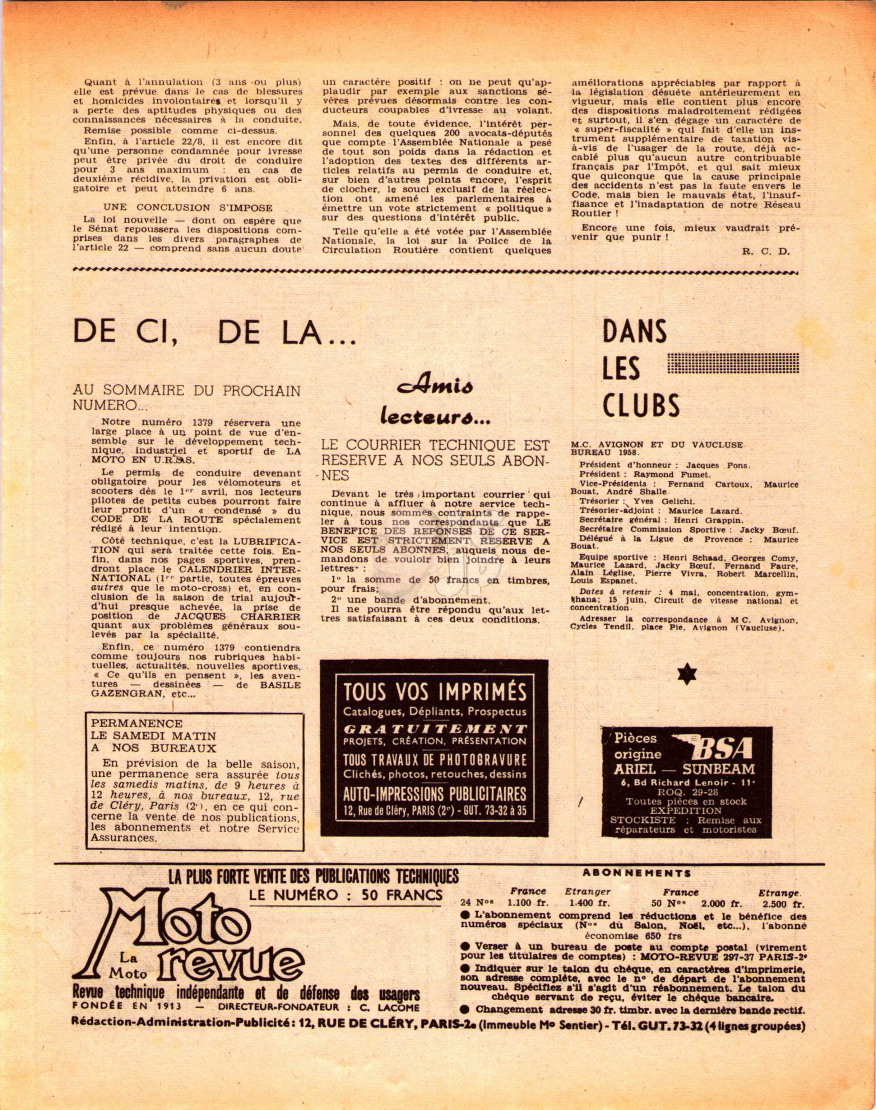 Quant à l'annulation (3 ans ou plus)
elle est prévue dans le cas de blessures
et homicides involontaires et lorsqu'il y
a perte des aptitudes physiques ou des
connaissances nécessaires à la conduite.
Remise possible comme ci-dessus.
Enfin, à l'article 22/8, il est encore dit
qu'une personne condamnée pour ivresse
peut être privée du droit de conduire
pour 3 ans maximum ; en cas de
deuxième récidive, la privation est obli-
gatoire et peut atteindre 6 ans.
UNE CONCLUSION S'IMPOSE
La loi nouvelle — dont on espère que
le Sénat repoussera les dispositions com-
prises dans les divers paragraphes de
l'article 22 — comprend sans aucun doute
un caractère positif : on ne peut qu'ap-
plaudir par exemple aux sanctions sé-
vères prévues désormais contre les con-
ducteurs coupables d'ivresse au volant.
Mais, de toute évidence, l'intérêt per-
sonnel des quelques 200 avocats-députés
que compte l'Assemblée Nationale a pesé
de tout son poids dans la rédaction et
l'adoption des textes des différents ar-
ticles relatifs au permis de conduire et,
sur bien d'autres points encore, l'esprit
de clocher, le souci exclusif de la réelec-
tion ont amené les parlementaires à
émettre un vote strictement « politique »
sur des questions d'intérêt public.
Telle qu'elle a été votée par l'Assemblée
Nationale, la loi sur la Police de la
Circulation Routière contient quelques
améliorations appréciables par rapport à
la législation désuète antérieurement en
vigueur, mais elle contient plus encore
des dispositions maladroitement rédigées
et surtout, il s'en dégage un caractère de
« super-fiscalité » qui fait d'elle un ins-
trument supplémentaire de taxation vis-
à-vis de l'usager de la route, déjà ac-
cablé plus qu'aucun autre contribuable
français par l'Impôt, et qui sait mieux
que quiconque que la cause principale
des accidents n'est pas la faute envers le
Code, mais bien le mauvais état, l'insuf-
fisance et l'inadaptation de notre Réseau
Routier !
Encore une fois, mieux vaudrait pré-
venir que punir !
R. C. D.
DE CI, DE LA...
AU SOMMAIRE DU PROCHAIN
NUMERO...
Notre numéro 1379 réservera une
large place à un point de vue d'en-
semble sur le développement tech-
nique, industriel et sportif de LA
MOTO EN U.R.S.S.
Le permis de conduire devenant
obligatoire pour les vélomoteurs et
scooters dès le 1er avril, nos lecteurs
pilotes de petits cubes pourront faire
leur profit d'un « condensé » du
CODE DE LA ROUTE spécialement
rédigé à leur intention.
Côté technique, c'est la LUBRIFICA-
TION qui sera traitée cette fois. En-
fin, dans nos pages sportives, pren-
dront place le CALENDRIER INTER-
NATIONAL (1re partie, toutes épreuves
autres que le moto-cross) et, en con-
clusion de la saison de trial aujour-
d'hui presque achevée, la prise de
position de JACQUES CHARRIER
quant aux problèmes généraux sou-
levés par la spécialité.
Enfin, ce numéro 1379 contiendra
comme toujours nos rubriques habi-
tuelles, actualités, nouvelles sportives,
« Ce qu'ils en pensent », les aven-
tures — dessinées — de BASILE
GAZENGRAN, etc...
PERMANENCE
LE SAMEDI MATIN
A NOS BUREAUX
En prévision de la belle saison,
une permanence sera assurée tous
les samedis matins, de 9 heures à
12 heures, à nos bureaux, 12, rue
de Cléry, Paris (2e), en ce qui con-
cerne la vente de nos publications,
les abonnements et notre Service
Assurances.
Amis
lecteurs...
LE COURRIER TECHNIQUE EST
RESERVE A NOS SEULS ABON-
NES
Devant le très important courrier qui
continue à affluer à notre service tech-
nique, nous sommes contraints de rappe-
ler à tous nos correspondants que LE
BENEFICE DES REPONSES DE CE SER-
VICE EST STRICTEMENT RESERVE A
NOS SEULS ABONNES, auquels nous de-
mandons de vouloir bien joindre à leurs
lettres :
1° la somme de 50 francs en timbres,
pour frais;
2° une bande d'abonnement.
Il ne pourra être répondu qu'aux let-
tres satisfaisant à ces deux conditions.
TOUS VOS IMPRIMÉS
Catalogues, Dépliants, Prospectus
GRATUITEMENT
PROJETS, CRÉATION, PRÉSENTATION
TOUS TRAVAUX DE PHOTOGRAVURE
Clichés, photos, retouches, dessins
AUTO-IMPRESSIONS PUBLICITAIRES
12, Rue de Cléry, PARIS (2e) - GUT. 73-32 à 35
DANS
LES
CLUBS
M.C. AVIGNON ET DU VAUCLUSE
BUREAU 1958.
Président d'honneur : Jacques Pons.
Président : Raymond Fumet.
Vice-Présidents : Fernand Cartoux, Maurice
Bouat, André Shalle.
Trésorier : Yves Gelichi.
Trésorier-adjoint : Maurice Lazard.
Secrétaire général : Henri Grappin.
Secrétaire Commission Sportive : Jacky Bœuf.
Délégué à la Ligue de Provence : Maurice
Bouat.
Equipe sportive : Henri Schaad, Georges Comy,
Maurice Lazard, Jacky Bœuf, Fernand Faure,
Alain Léglise, Pierre Vivra, Robert Marcellin,
Louis Espanet.
Dates à retenir : 4 mai, concentration, gym-
khana; 15 juin, Circuit de vitesse national et
concentration.
Adresser la correspondance à M C. Avignon,
Cycles Tendil, place Pie, Avignon (Vaucluse).
Pièces
origine BSA
ARIEL — SUNBEAM
6, Bd Richard Lenoir - 11e
ROQ. 29-28
Toutes pièces en stock
EXPEDITION
STOCKISTE : Remise aux
réparateurs et motoristes
LA PLUS FORTE VENTE DES PUBLICATIONS TECHNIQUES
LE NUMÉRO : 50 FRANCS
Moto
revue
La
Moto
Revue technique indépendante et de défense des usagers
FONDÉE EN 1913 — DIRECTEUR-FONDATEUR : C. LACOME
ABONNEMENTS
France Etranger France Etrange.
24 Nos 1.100 fr. 1.400 fr. 50 Nos 2.000 fr. 2.500 fr.
● L'abonnement comprend les réductions et le bénéfice des
numéros spéciaux (Nos du Salon, Noël, etc...), l'abonné
économise 650 frs
● Verser à un bureau de poste au compte postal (virement
pour les titulaires de comptes) : MOTO-REVUE 297-37 PARIS-2e
● Indiquer sur le talon du chèque, en caractères d'imprimerie,
son adresse complète, avec le n° de départ de l'abonnement
nouveau. Spécifiez s'il s'agit d'un réabonnement. Le talon du
chèque servant de reçu, éviter le chèque bancaire.
● Changement adresse 30 fr. timbr. avec la dernière bande rectif.
Rédaction-Administration-Publicité : 12, RUE DE CLÉRY, PARIS-2e (Immeuble Mo Sentier) - Tél. GUT. 73-32 (4 lignes groupées)